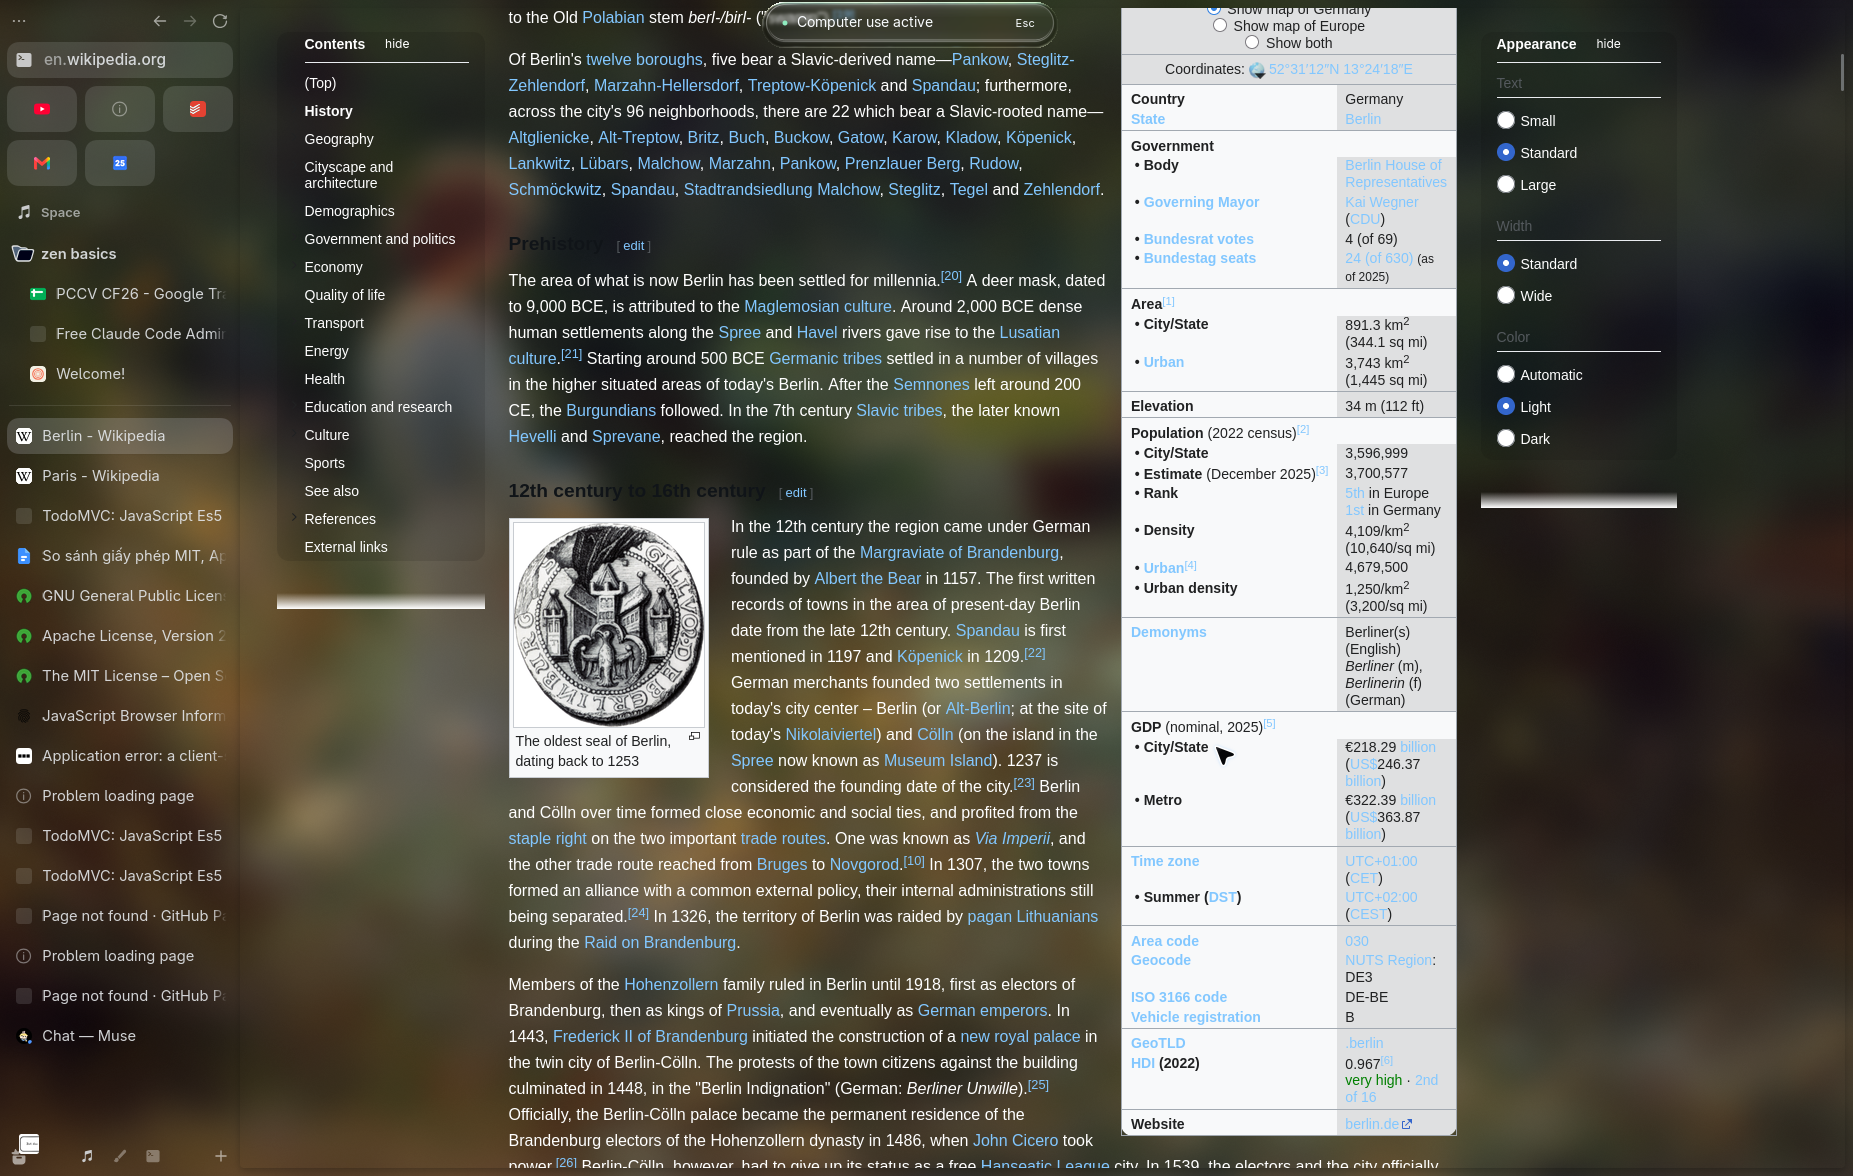 en.wikipedia.org
Space
zen basics
PCCV CF26 - Google Tra
Free Claude Code Admin
Welcome!
Berlin - Wikipedia
Paris - Wikipedia
TodoMVC: JavaScript Es5
So sánh giấy phép MIT, Ap
GNU General Public Licen
Apache License, Version 2
The MIT License – Open S
JavaScript Browser Inform
Application error: a client-
Problem loading page
TodoMVC: JavaScript Es5
TodoMVC: JavaScript Es5
Page not found · GitHub Pa
Problem loading page
Page not found · GitHub Pa
Chat — Muse
25
Contents hide
(Top)
History
Geography
Cityscape and
architecture
Demographics
Government and politics
Economy
Quality of life
Transport
Energy
Health
Education and research
Culture
Sports
See also
References
External links
Computer use active Esc
to the Old Polabian stem berl-/birl- ("
Of Berlin's twelve boroughs, five bear a Slavic-derived name—Pankow, Steglitz-
Zehlendorf, Marzahn-Hellersdorf, Treptow-Köpenick and Spandau; furthermore,
across the city's 96 neighborhoods, there are 22 which bear a Slavic-rooted name—
Altglienicke, Alt-Treptow, Britz, Buch, Buckow, Gatow, Karow, Kladow, Köpenick,
Lankwitz, Lübars, Malchow, Marzahn, Pankow, Prenzlauer Berg, Rudow,
Schmöckwitz, Spandau, Stadtrandsiedlung Malchow, Steglitz, Tegel and Zehlendorf.
Prehistory [ edit ]
The area of what is now Berlin has been settled for millennia.[20] A deer mask, dated
to 9,000 BCE, is attributed to the Maglemosian culture. Around 2,000 BCE dense
human settlements along the Spree and Havel rivers gave rise to the Lusatian
culture.[21] Starting around 500 BCE Germanic tribes settled in a number of villages
in the higher situated areas of today's Berlin. After the Semnones left around 200
CE, the Burgundians followed. In the 7th century Slavic tribes, the later known
Hevelli and Sprevane, reached the region.
12th century to 16th century [ edit ]
The oldest seal of Berlin,
dating back to 1253
In the 12th century the region came under German
rule as part of the Margraviate of Brandenburg,
founded by Albert the Bear in 1157. The first written
records of towns in the area of present-day Berlin
date from the late 12th century. Spandau is first
mentioned in 1197 and Köpenick in 1209.[22]
German merchants founded two settlements in
today's city center – Berlin (or Alt-Berlin; at the site of
today's Nikolaiviertel) and Cölln (on the island in the
Spree now known as Museum Island). 1237 is
considered the founding date of the city.[23] Berlin
and Cölln over time formed close economic and social ties, and profited from the
staple right on the two important trade routes. One was known as Via Imperii, and
the other trade route reached from Bruges to Novgorod.[10] In 1307, the two towns
formed an alliance with a common external policy, their internal administrations still
being separated.[24] In 1326, the territory of Berlin was raided by pagan Lithuanians
during the Raid on Brandenburg.
Members of the Hohenzollern family ruled in Berlin until 1918, first as electors of
Brandenburg, then as kings of Prussia, and eventually as German emperors. In
1443, Frederick II of Brandenburg initiated the construction of a new royal palace in
the twin city of Berlin-Cölln. The protests of the town citizens against the building
culminated in 1448, in the "Berlin Indignation" (German: Berliner Unwille).[25]
Officially, the Berlin-Cölln palace became the permanent residence of the
Brandenburg electors of the Hohenzollern dynasty in 1486, when John Cicero took
power.[26] Berlin-Cölln, however, had to give up its status as a free Hanseatic League city. In 1539, the electors and the city officially
Show map of Germany
Show map of Europe
Show both
Coordinates: 52°31′12″N 13°24′18″E
Country Germany
State Berlin
Government
• Body Berlin House of
Representatives
• Governing Mayor Kai Wegner
(CDU)
• Bundesrat votes 4 (of 69)
• Bundestag seats 24 (of 630) (as
of 2025)
Area[1]
• City/State 891.3 km2
(344.1 sq mi)
• Urban 3,743 km2
(1,445 sq mi)
Elevation 34 m (112 ft)
Population (2022 census)[2]
• City/State 3,596,999
• Estimate (December 2025)[3] 3,700,577
• Rank 5th in Europe
1st in Germany
• Density 4,109/km2
(10,640/sq mi)
• Urban[4] 4,679,500
• Urban density 1,250/km2
(3,200/sq mi)
Demonyms Berliner(s)
(English)
Berliner (m),
Berlinerin (f)
(German)
GDP (nominal, 2025)[5]
• City/State €218.29 billion
(US$246.37
billion)
• Metro €322.39 billion
(US$363.87
billion)
Time zone UTC+01:00
(CET)
• Summer (DST) UTC+02:00
(CEST)
Area code 030
Geocode NUTS Region:
DE3
ISO 3166 code DE-BE
Vehicle registration B
GeoTLD .berlin
HDI (2022) 0.967[6]
very high · 2nd
of 16
Website berlin.de
Appearance hide
Text
Small
Standard
Large
Width
Standard
Wide
Color
Automatic
Light
Dark